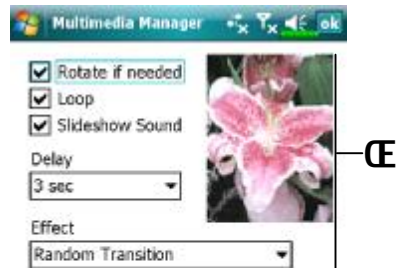 Multimedia Manager ok
Rotate if needed
Loop
Slideshow Sound
Œ
Delay
3 sec
Effect
Random Transition